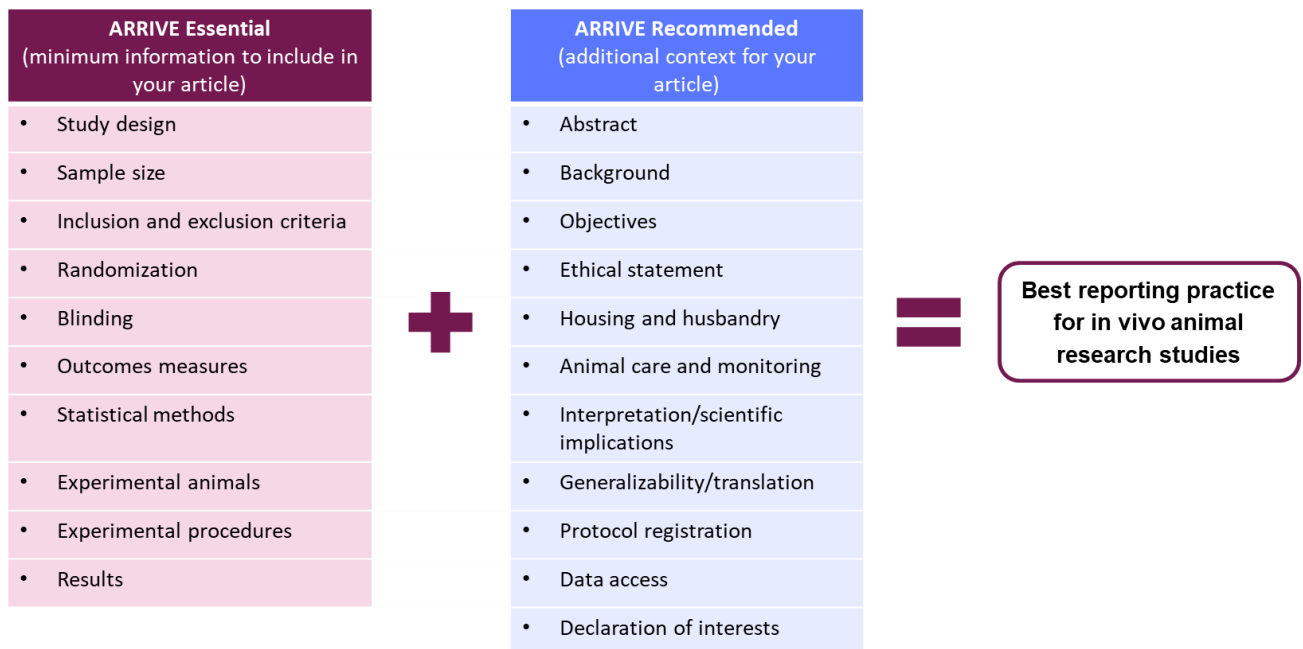 ARRIVE Essential
(minimum information to include in
your article)
• Study design
• Sample size
• Inclusion and exclusion criteria
• Randomization
• Blinding
• Outcomes measures
• Statistical methods
• Experimental animals
• Experimental procedures
• Results
ARRIVE Recommended
(additional context for your
article)
• Abstract
• Background
• Objectives
• Ethical statement
• Housing and husbandry
• Animal care and monitoring
• Interpretation/scientific
implications
• Generalizability/translation
• Protocol registration
• Data access
• Declaration of interests
Best reporting practice
for in vivo animal
research studies